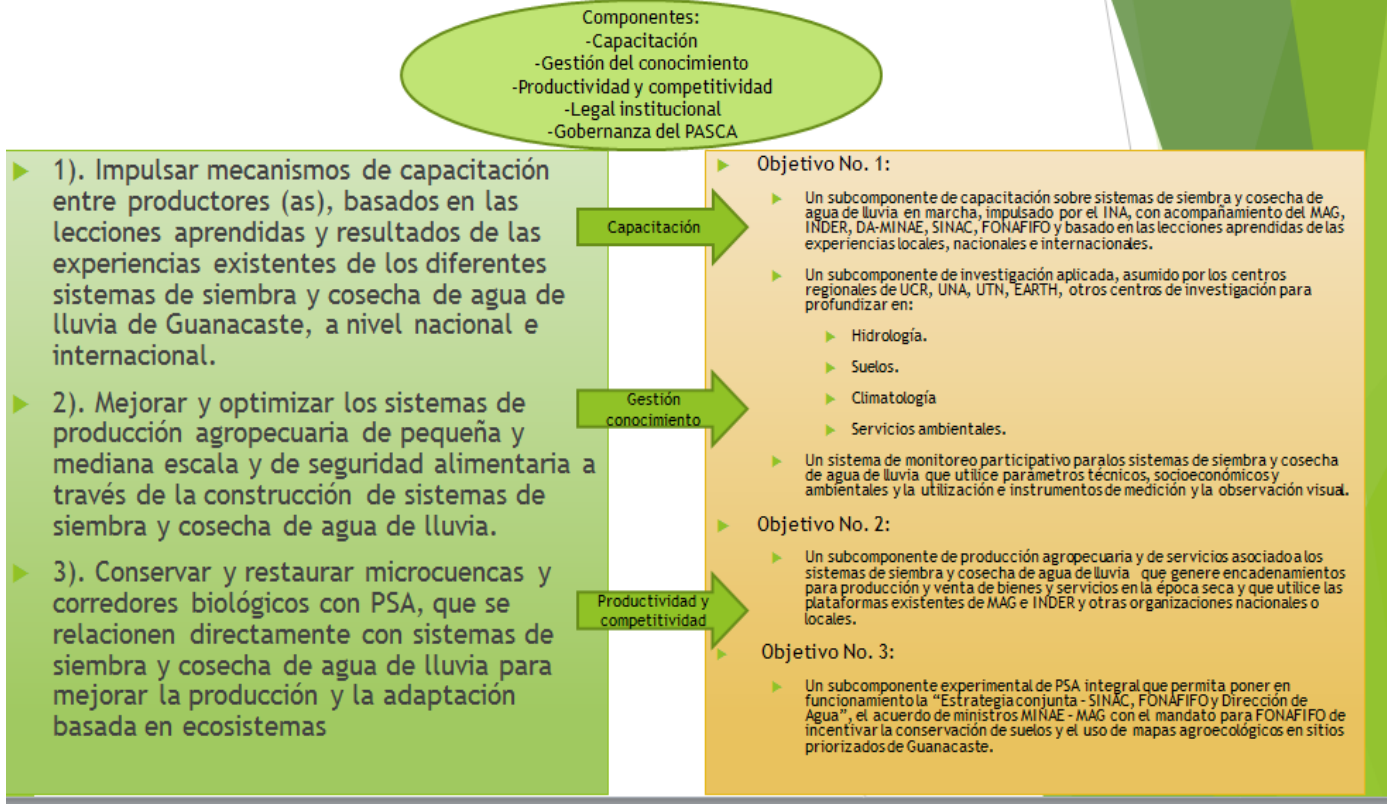 Componentes:
-Capacitación
-Gestión del conocimiento
-Productividad y competitividad
-Legal institucional
-Gobernanza del PASCA
1). Impulsar mecanismos de capacitación
entre productores (as), basados en las
lecciones aprendidas y resultados de las
experiencias existentes de los diferentes
sistemas de siembra y cosecha de agua de
lluvia de Guanacaste, a nivel nacional e
internacional.
2). Mejorar y optimizar los sistemas de
producción agropecuaria de pequeña y
mediana escala y de seguridad alimentaria a
través de la construcción de sistemas de
siembra y cosecha de agua de lluvia.
3). Conservar y restaurar microcuencas y
corredores biológicos con PSA, que se
relacionen directamente con sistemas de
siembra y cosecha de agua de lluvia para
mejorar la producción y la adaptación
basada en ecosistemas
Capacitación
Gestión
conocimiento
Productividad y
competitividad
Objetivo No. 1:
Un subcomponente de capacitación sobre sistemas de siembra y cosecha de
agua de lluvia en marcha, impulsado por el INA, con acompañamiento del MAG,
INDER, DA-MINAE, SINAC, FONAFIFO y basado en las lecciones aprendidas de las
experiencias locales, nacionales e internacionales.
Un subcomponente de investigación aplicada, asumido por los centros
regionales de UCR, UNA, UTN, EARTH, otros centros de investigación para
profundizar en:
Hidrología.
Suelos.
Climatología
Servicios ambientales.
Un sistema de monitoreo participativo para los sistemas de siembra y cosecha
de agua de lluvia que utilice parámetros técnicos, socioeconómicos y
ambientales y la utilización e instrumentos de medición y la observación visual.
Objetivo No. 2:
Un subcomponente de producción agropecuaria y de servicios asociado a los
sistemas de siembra y cosecha de agua de lluvia que genere encadenamientos
para producción y venta de bienes y servicios en la época seca y que utilice las
plataformas existentes de MAG e INDER y otras organizaciones nacionales o
locales.
Objetivo No. 3:
Un subcomponente experimental de PSA integral que permita poner en
funcionamiento la "Estrategia conjunta - SINAC, FONAFIFO y Dirección de
Agua", el acuerdo de ministros MINAE - MAG con el mandato para FONAFIFO de
incentivar la conservación de suelos y el uso de mapas agroecológicos en sitios
priorizados de Guanacaste.